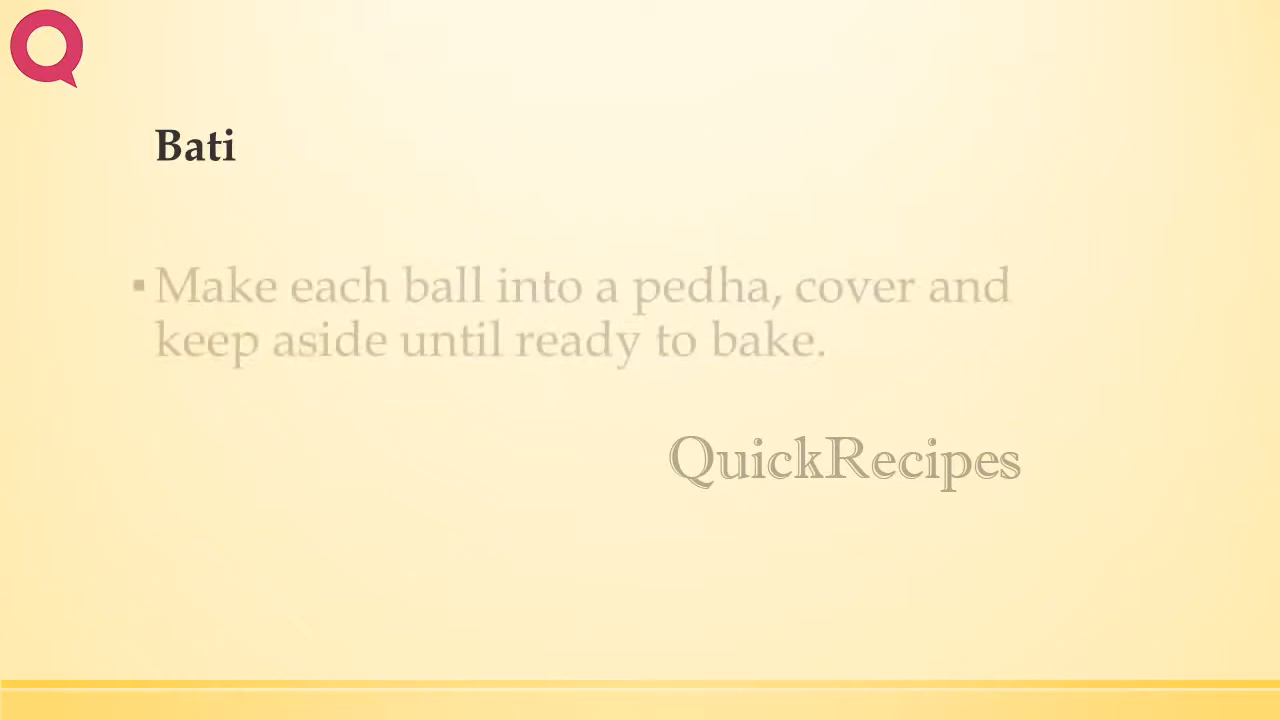 Bati
▪ Make each ball into a pedha, cover and
keep aside until ready to bake.
QuickRecipes